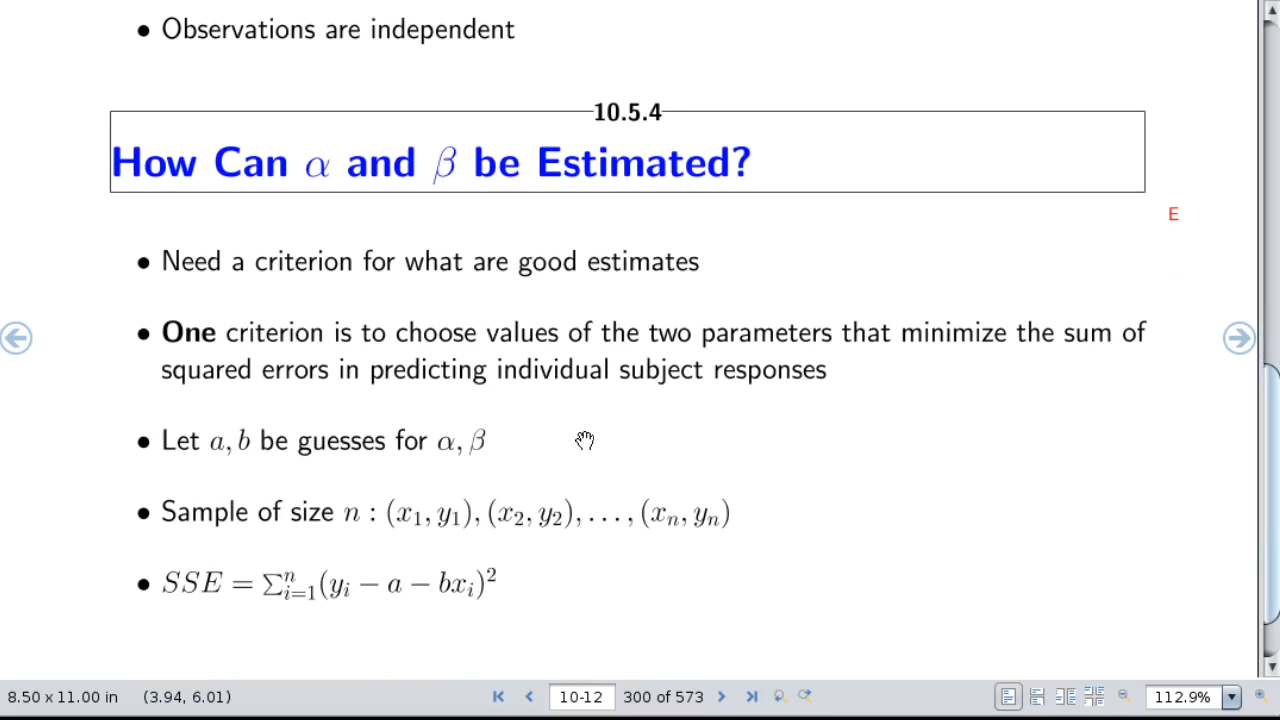 • Observations are independent
10.5.4
How Can α and β be Estimated?
E
• Need a criterion for what are good estimates
• One criterion is to choose values of the two parameters that minimize the sum of
squared errors in predicting individual subject responses
• Let a, b be guesses for α, β
• Sample of size n : (x₁, y₁), (x₂, y₂), . . . , (xₙ, yₙ)
• SSE = Σⁿᵢ₌₁(yᵢ − a − bxᵢ)²
8.50 x 11.00 in (3.94, 6.01) 10-12 300 of 573 112.9%